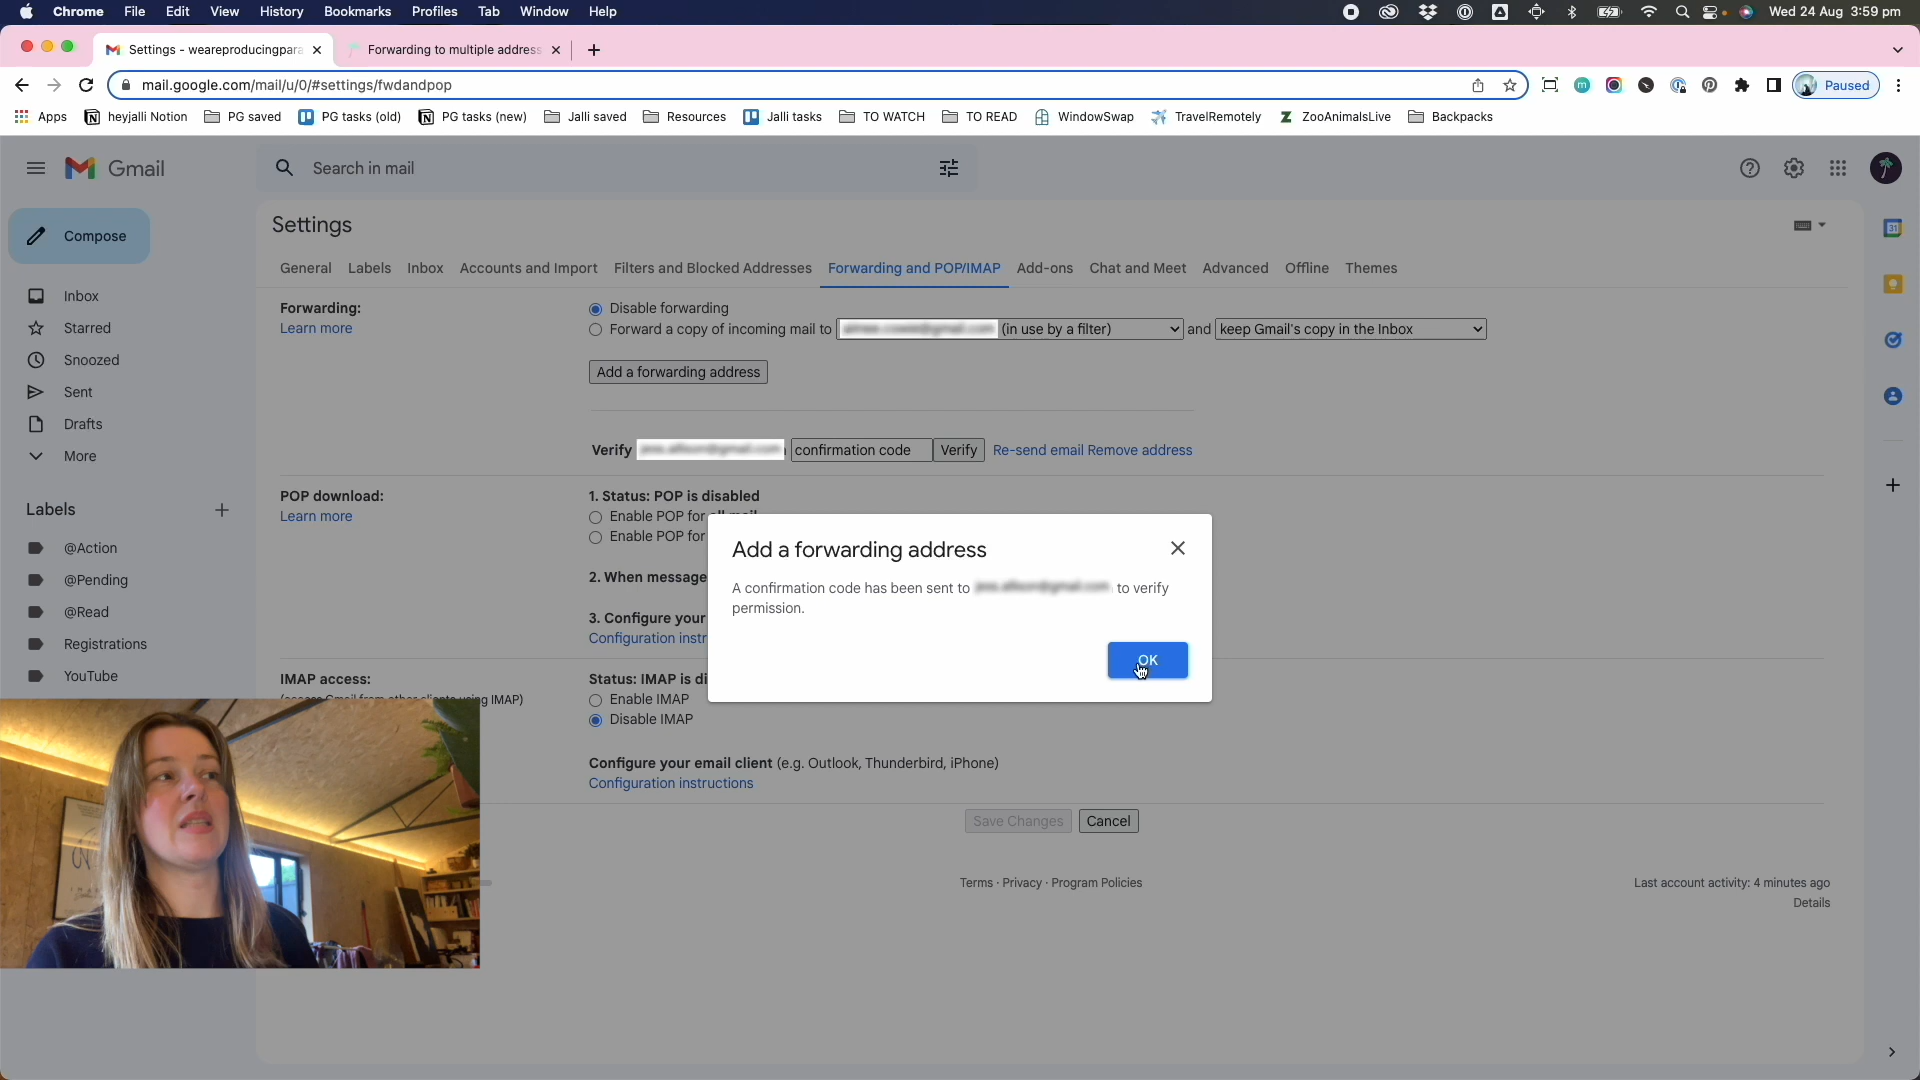 Chrome File Edit View History Bookmarks Profiles Tab Window Help Wed 24 Aug 3:59 pm
Settings - weareproducingpara Forwarding to multiple address
mail.google.com/mail/u/0/#settings/fwdandpop Paused
Apps heyjalli Notion PG saved PG tasks (old) PG tasks (new) Jalli saved Resources Jalli tasks TO WATCH TO READ WindowSwap TravelRemotely ZooAnimalsLive Backpacks
Gmail Search in mail
Compose
Inbox
Starred
Snoozed
Sent
Drafts
More
Labels
@Action
@Pending
@Read
Registrations
YouTube
Settings
General Labels Inbox Accounts and Import Filters and Blocked Addresses Forwarding and POP/IMAP Add-ons Chat and Meet Advanced Offline Themes
Forwarding:
Learn more
Disable forwarding
Forward a copy of incoming mail to (in use by a filter) and keep Gmail's copy in the Inbox
Add a forwarding address
Verify confirmation code Verify Re-send email Remove address
POP download:
Learn more
1. Status: POP is disabled
Enable POP for
Enable POP for
2. When message
3. Configure your
Configuration instr
Add a forwarding address
A confirmation code has been sent to to verify
permission.
OK
IMAP access:
using IMAP)
Status: IMAP is di
Enable IMAP
Disable IMAP
Configure your email client (e.g. Outlook, Thunderbird, iPhone)
Configuration instructions
Save Changes Cancel
Terms · Privacy · Program Policies
Last account activity: 4 minutes ago
Details
31